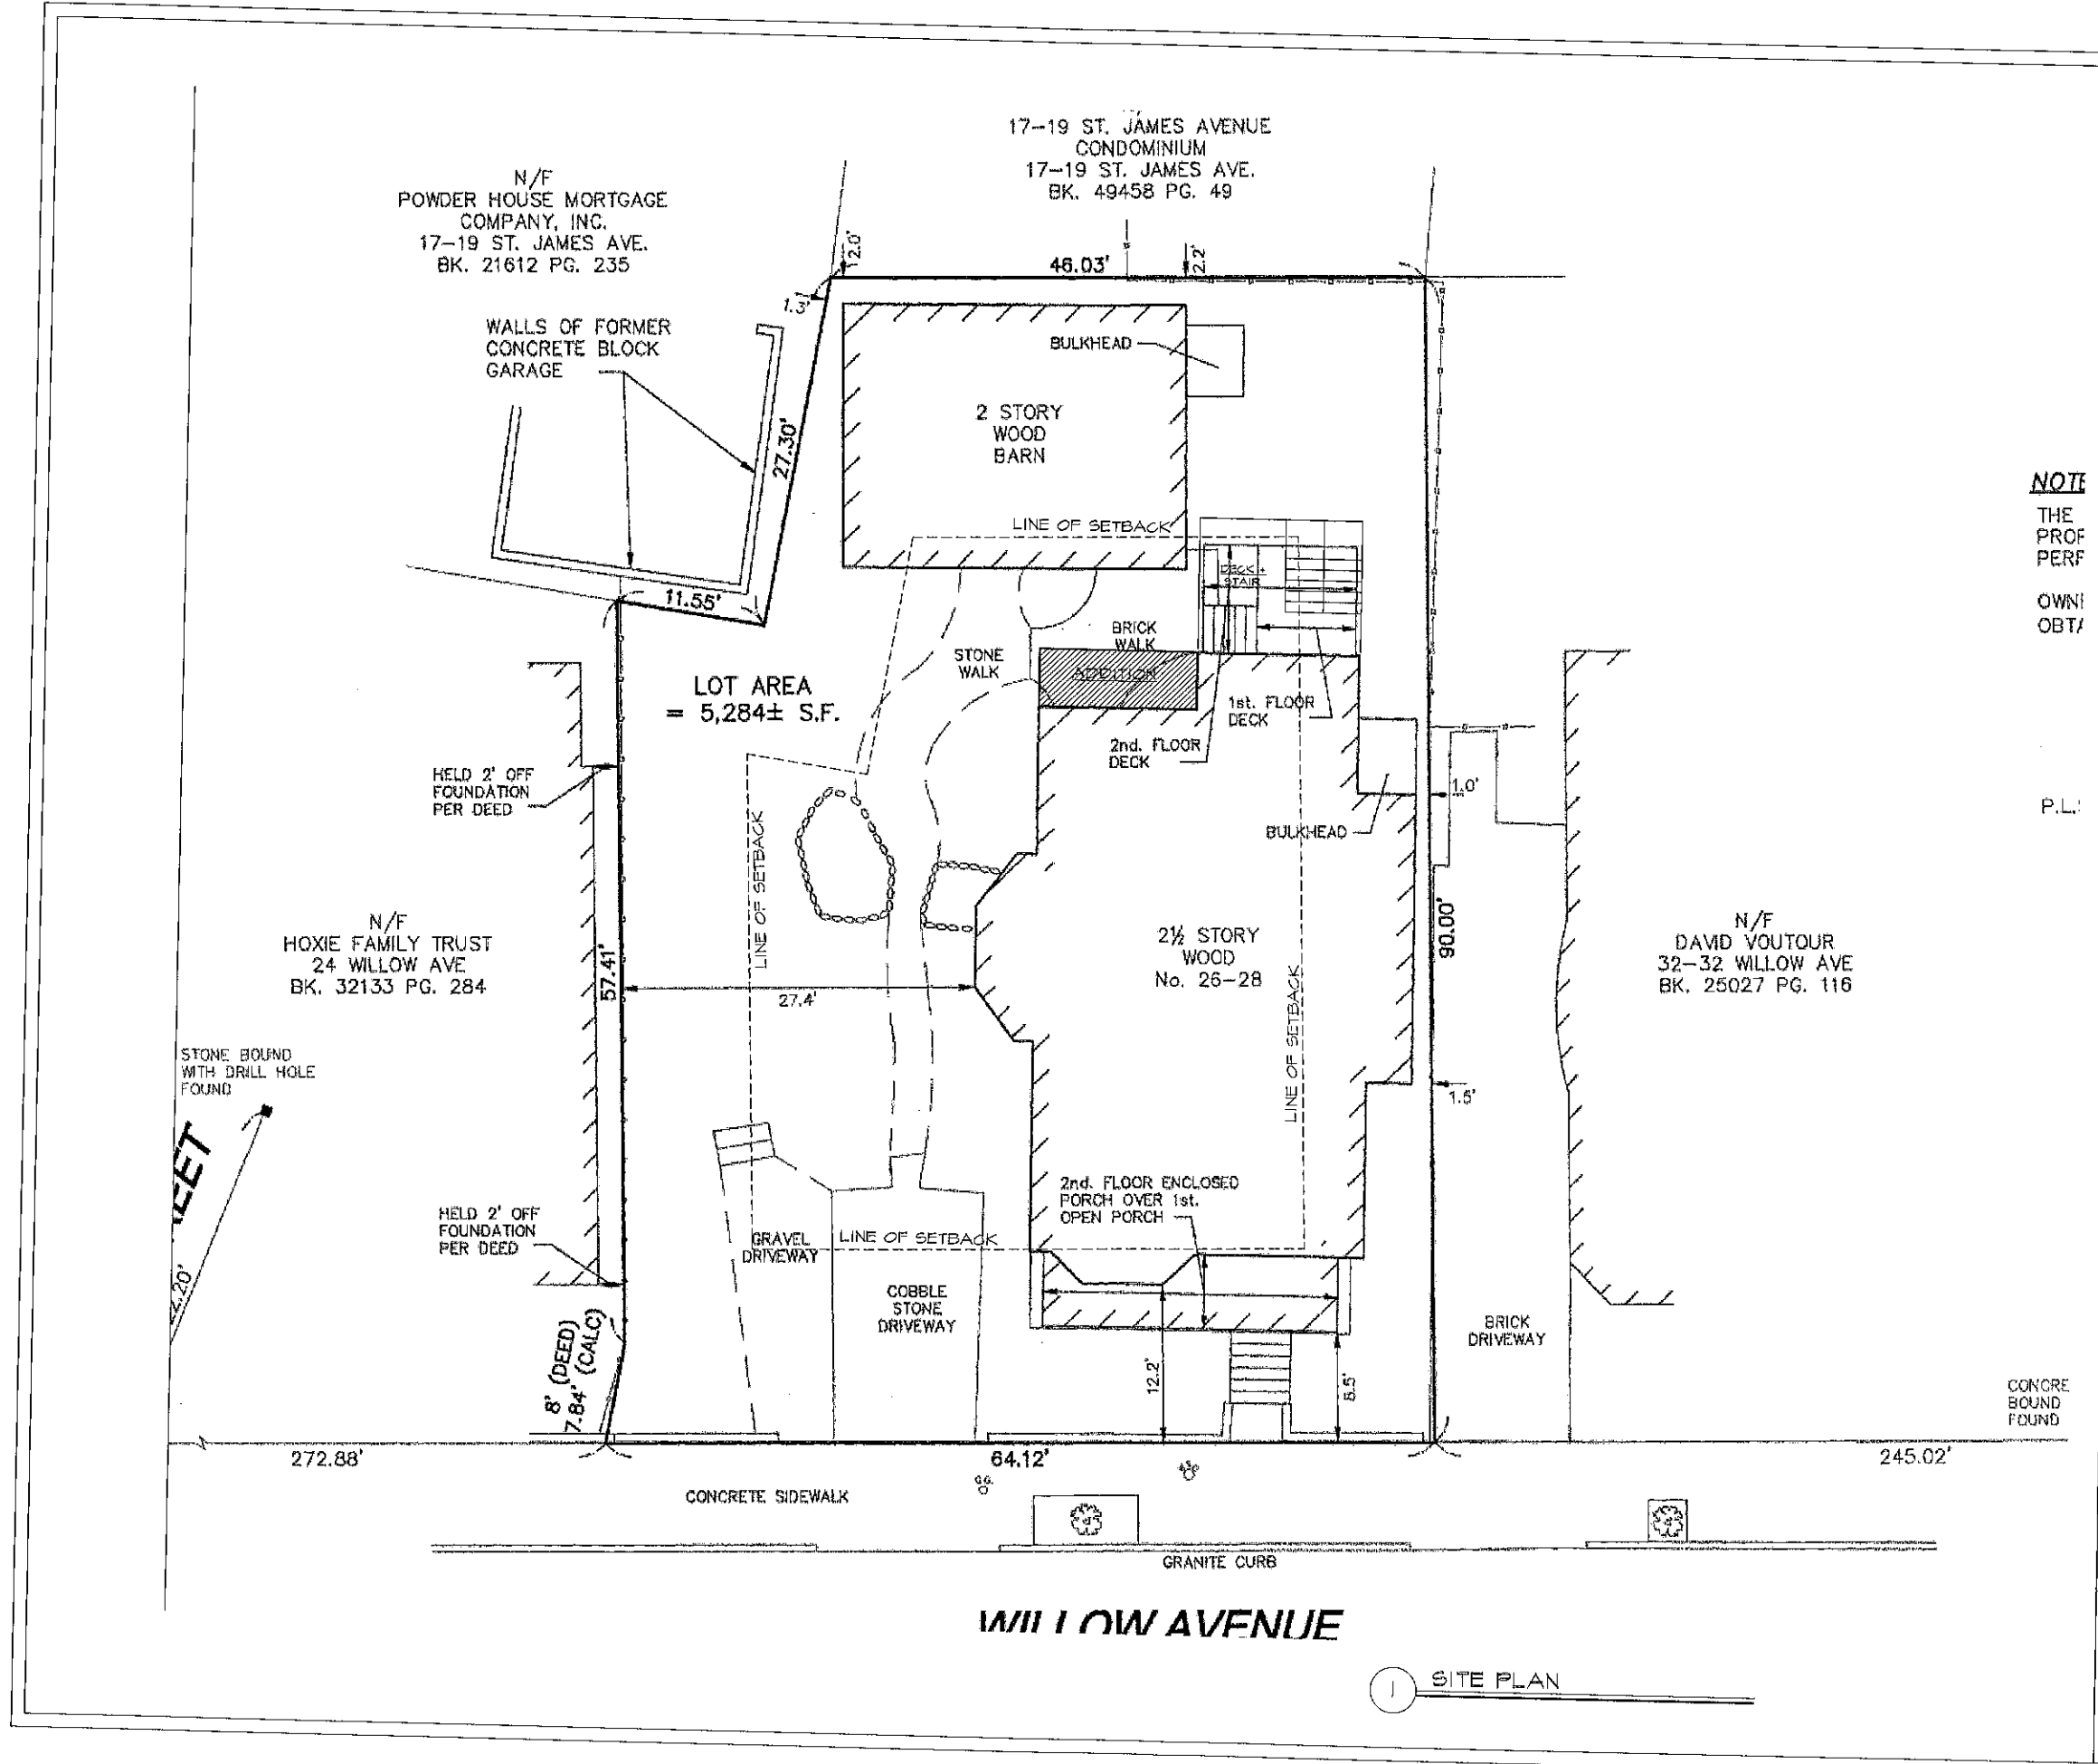 17-19 ST. JAMES AVENUE
CONDOMINIUM
17-19 ST. JAMES AVE.
BK. 49458 PG. 49
N/F
POWDER HOUSE MORTGAGE
COMPANY, INC.
17-19 ST. JAMES AVE.
BK. 21612 PG. 235
2.0'
46.03'
2.2'
1.3'
WALLS OF FORMER
CONCRETE BLOCK
GARAGE
BULKHEAD
27.30'
2 STORY
WOOD
BARN
LINE OF SETBACK
NOTE
THE
PROF
PERF
OWNI
OBT
DECK +
STAIR
11.55'
BRICK
WALK
STONE
WALK
ADDITION
LOT AREA
= 5,284± S.F.
1st. FLOOR
DECK
2nd. FLOOR
DECK
HELD 2' OFF
FOUNDATION
PER DEED
1.0'
P.L.
BULKHEAD
LINE OF SETBACK
N/F
HOXIE FAMILY TRUST
24 WILLOW AVE
BK. 32133 PG. 284
57.41'
27.4'
2½ STORY
WOOD
No. 26-28
LINE OF SETBACK
90.00'
N/F
DAVID VOUTOUR
32-32 WILLOW AVE
BK. 25027 PG. 116
STONE BOUND
WITH DRILL HOLE
FOUND
1.5'
EET
2.20'
2nd. FLOOR ENCLOSED
PORCH OVER 1st.
OPEN PORCH
HELD 2' OFF
FOUNDATION
PER DEED
GRAVEL
DRIVEWAY
LINE OF SETBACK
COBBLE
STONE
DRIVEWAY
BRICK
DRIVEWAY
8' (DEED)
7.84' (CALC)
12.2'
8.5'
CONCRE
BOUND
FOUND
272.88'
64.12'
245.02'
CONCRETE SIDEWALK
GRANITE CURB
WILLOW AVENUE
1
SITE PLAN